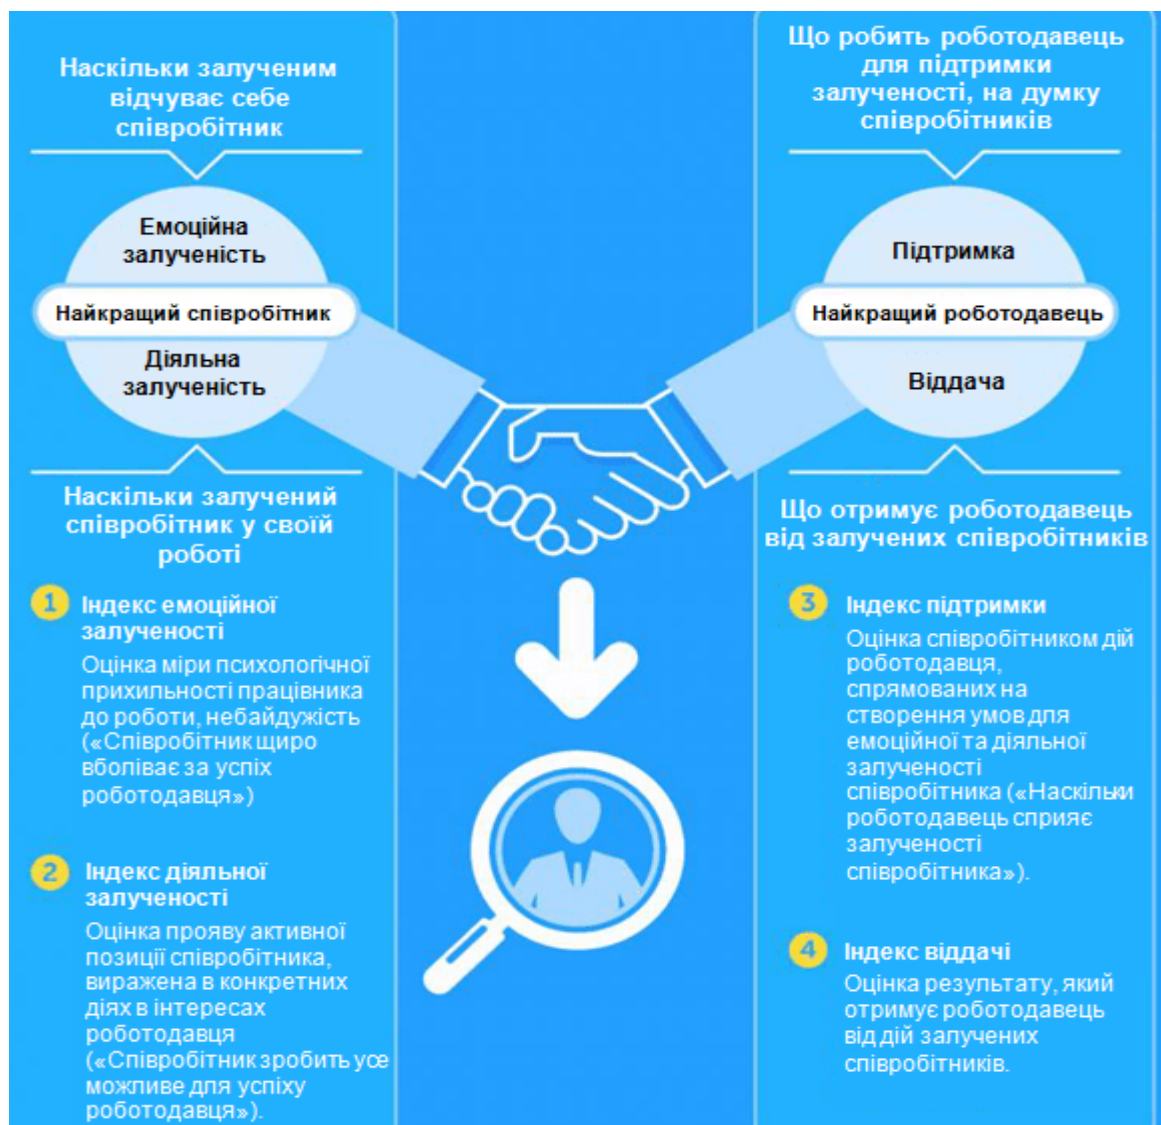 Наскільки залученим
відчуває себе
співробітник
Емоційна
залученість
Найкращий співробітник
Діяльна
залученість
Наскільки залучений
співробітник у своїй
роботі
1 Індекс емоційної
залученості
Оцінка міри психологічної
прихильності працівника
до роботи, небайдужість
(«Співробітник щиро
вболіває за успіх
роботодавця»)
2 Індекс діяльної
залученості
Оцінка прояву активної
позиції співробітника,
виражена в конкретних
діях в інтересах
роботодавця
(«Співробітник зробить усе
можливе для успіху
роботодавця»).
Що робить роботодавець
для підтримки
залученості, на думку
співробітників
Підтримка
Найкращий роботодавець
Віддача
Що отримує роботодавець
від залучених співробітників
3 Індекс підтримки
Оцінка співробітником дій
роботодавця,
спрямованих на
створення умов для
емоційної та діяльної
залученості
співробітника («Наскільки
роботодавець сприяє
залученості
співробітника»).
4 Індекс віддачі
Оцінка результату, який
отримує роботодавець
від дій залучених
співробітників.